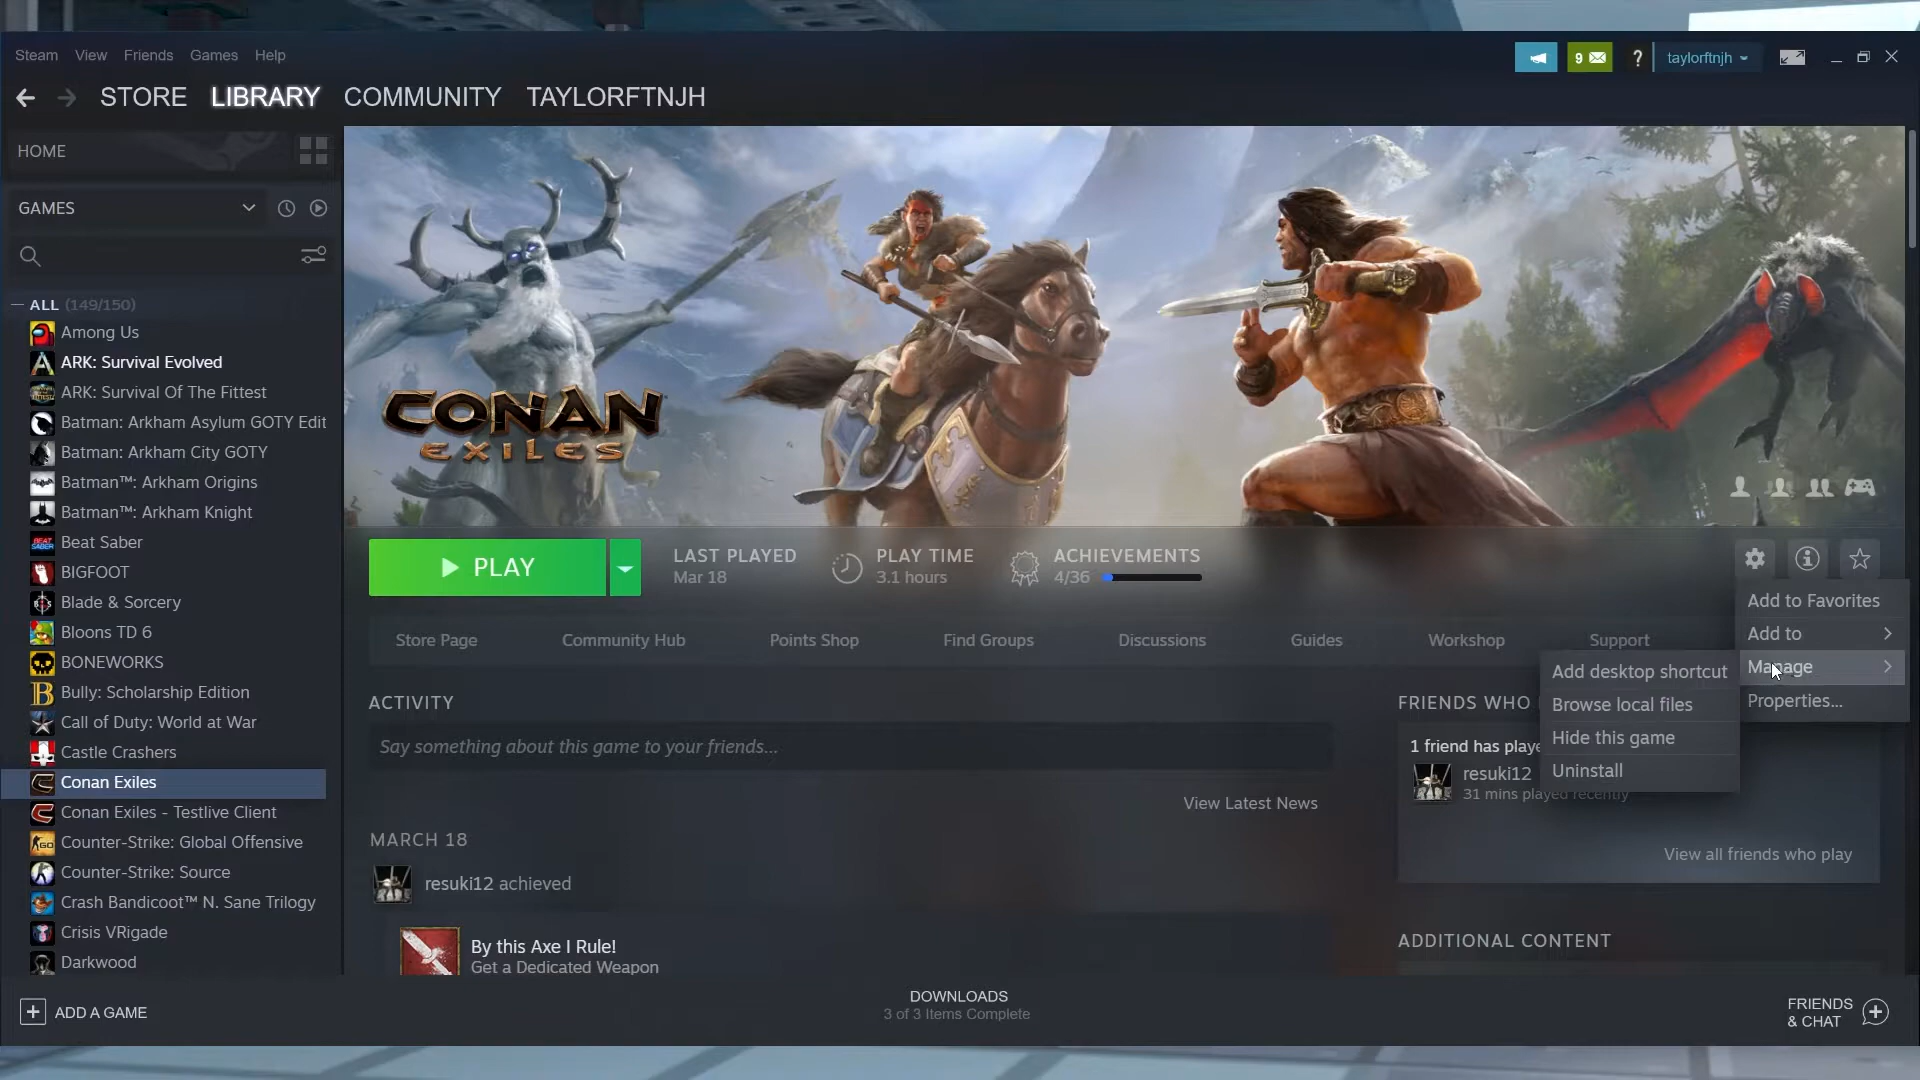 Steam View Friends Games Help
9 ? taylorftnjh
STORE LIBRARY COMMUNITY TAYLORFTNJH
HOME
GAMES
ALL (149/150)
Among Us
ARK: Survival Evolved
ARK: Survival Of The Fittest
Batman: Arkham Asylum GOTY Edit
Batman: Arkham City GOTY
Batman™: Arkham Origins
Batman™: Arkham Knight
Beat Saber
BIGFOOT
Blade & Sorcery
Bloons TD 6
BONEWORKS
Bully: Scholarship Edition
Call of Duty: World at War
Castle Crashers
Conan Exiles
Conan Exiles - Testlive Client
Counter-Strike: Global Offensive
Counter-Strike: Source
Crash Bandicoot™ N. Sane Trilogy
Crisis VRigade
Darkwood
CONAN
EXILES
PLAY
LAST PLAYED
Mar 18
PLAY TIME
3.1 hours
ACHIEVEMENTS
4/36
Store Page Community Hub Points Shop Find Groups Discussions Guides Workshop Support
Add to Favorites
Add to
Manage
Properties...
Add desktop shortcut
Browse local files
Hide this game
Uninstall
ACTIVITY
Say something about this game to your friends...
View Latest News
MARCH 18
resuki12 achieved
By this Axe I Rule!
Get a Dedicated Weapon
FRIENDS WHO
1 friend has playe
resuki12
31 mins played recently
View all friends who play
ADDITIONAL CONTENT
ADD A GAME
DOWNLOADS
3 of 3 Items Complete
FRIENDS
& CHAT